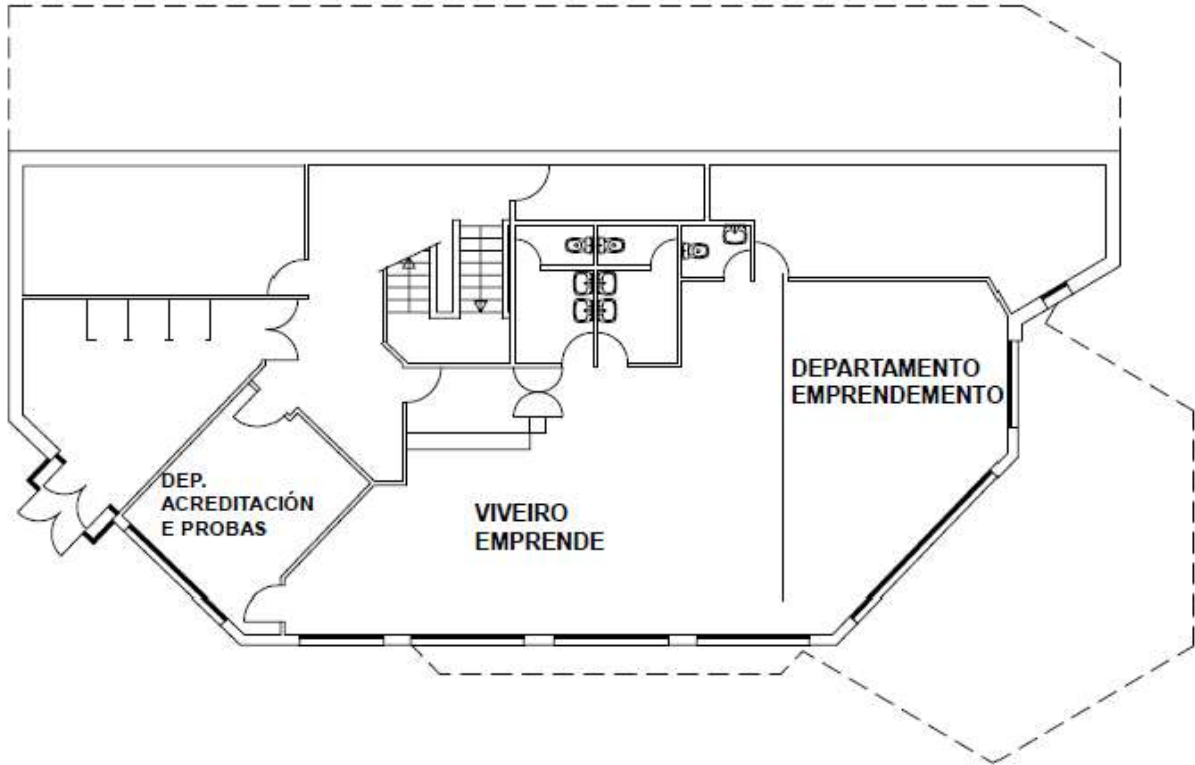 DEPARTAMENTO
EMPRENDEMENTO
DEP.
ACREDITACIÓN
E PROBAS
VIVEIRO
EMPRENDE